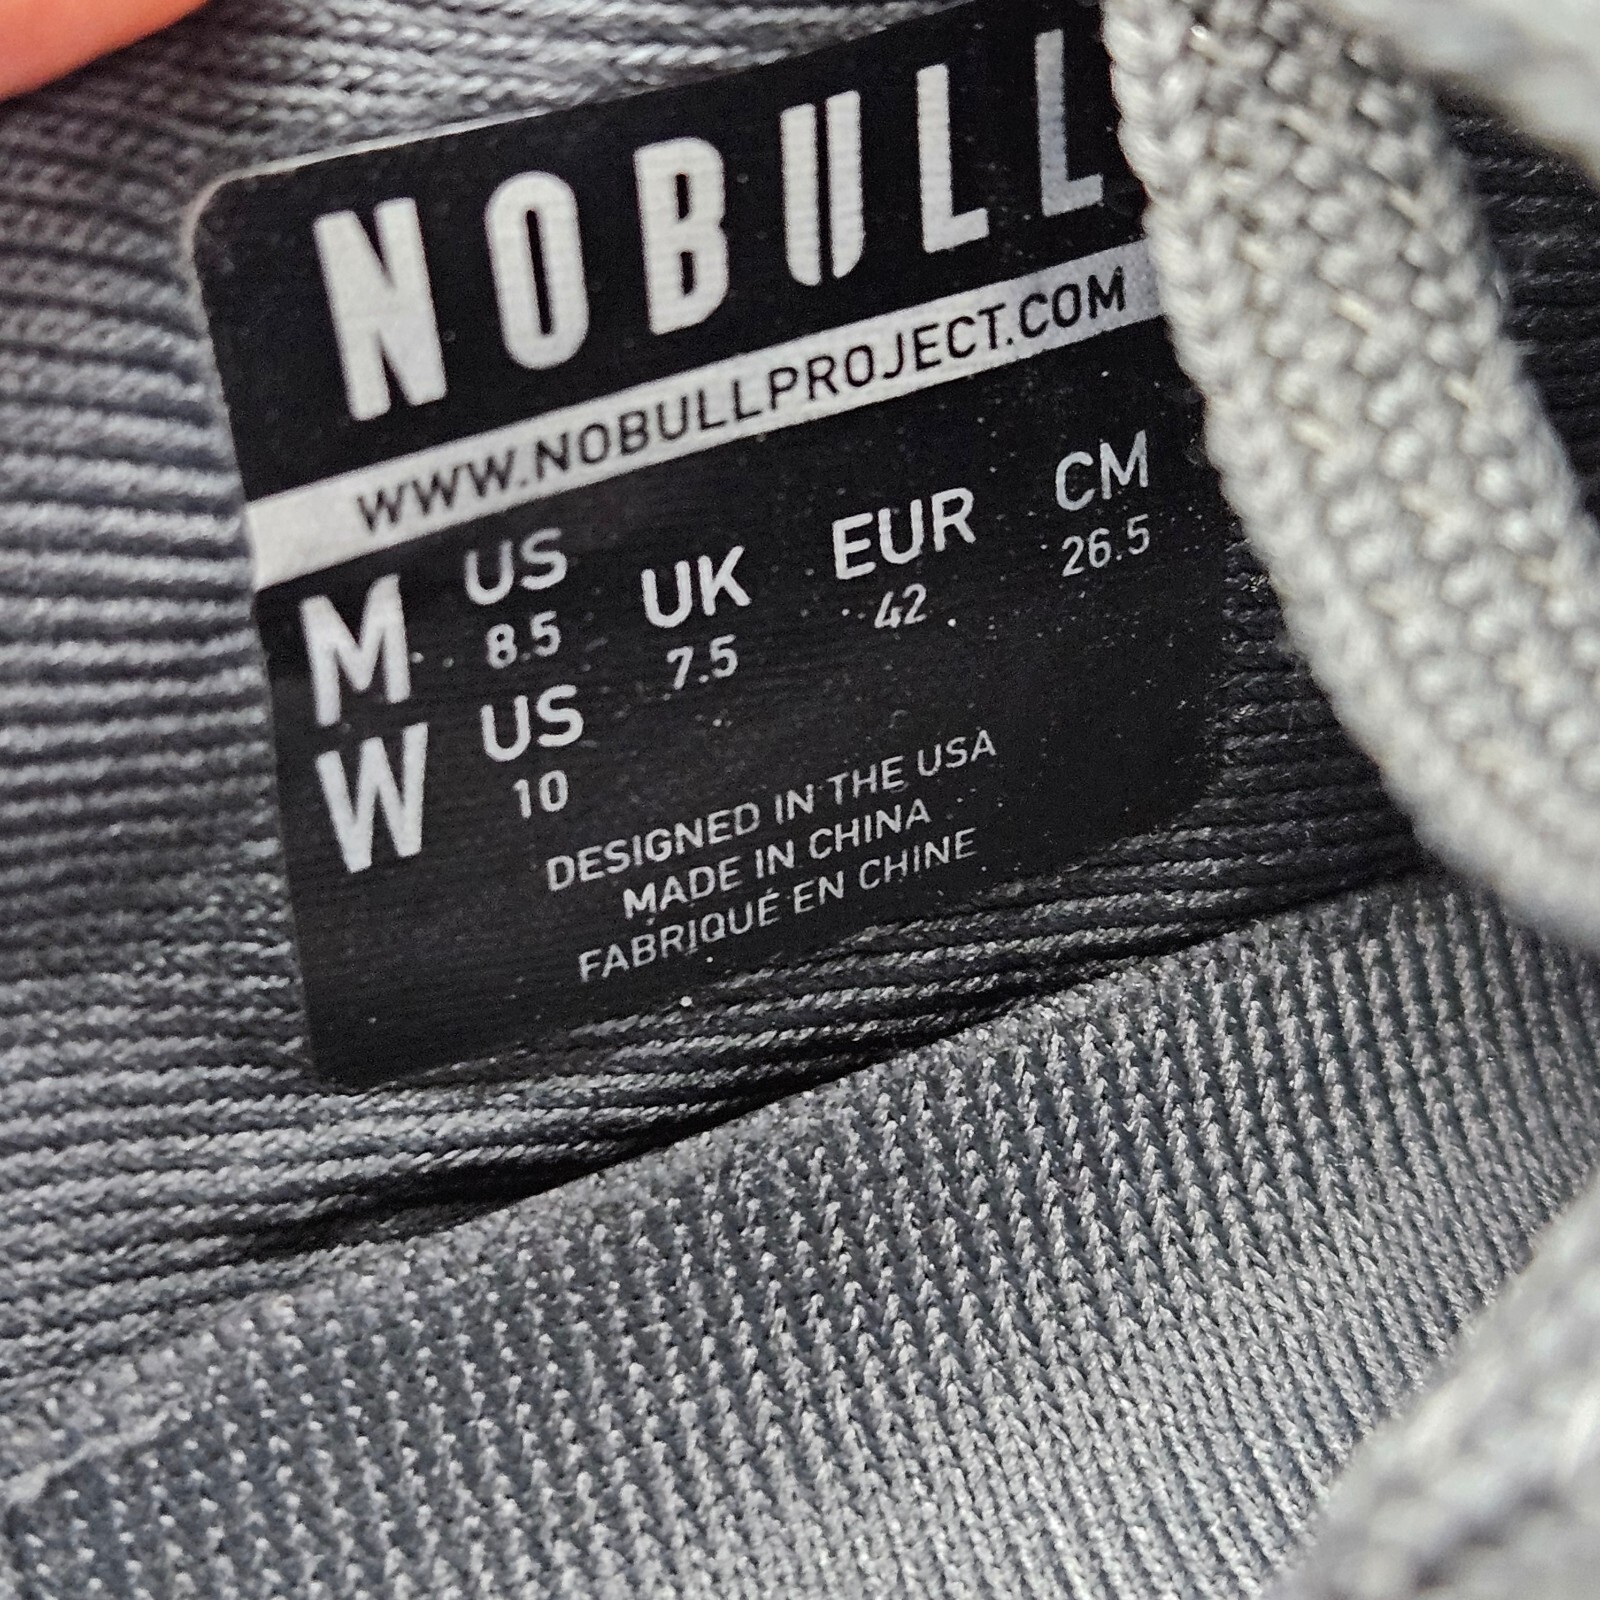 NOBULL
WWW.NOBULLPROJECT.COM
M US UK EUR CM
8.5 7.5 42 26.5
W US
10
DESIGNED IN THE USA
MADE IN CHINA
FABRIQUÉ EN CHINE